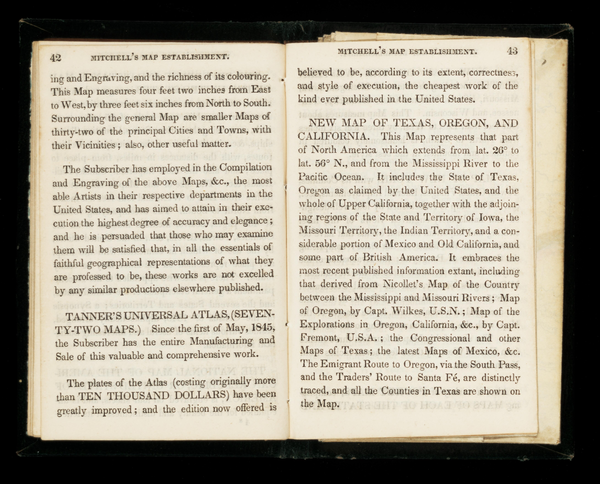 42 MITCHELL'S MAP ESTABLISHMENT.
ing and Engraving, and the richness of its colouring.
This Map measures four feet two inches from East
to West, by three feet six inches from North to South.
Surrounding the general Map are smaller Maps of
thirty-two of the principal Cities and Towns, with
their Vicinities; also, other useful matter.
The Subscriber has employed in the Compilation
and Engraving of the above Maps, &c., the most
able Artists in their respective departments in the
United States, and has aimed to attain in their exe-
cution the highest degree of accuracy and elegance;
and he is persuaded that those who may examine
them will be satisfied that, in all the essentials of
faithful geographical representations of what they
are professed to be, these works are not excelled
by any similar productions elsewhere published.
TANNER'S UNIVERSAL ATLAS, (SEVEN-
TY-TWO MAPS.) Since the first of May, 1845,
the Subscriber has the entire Manufacturing and
Sale of this valuable and comprehensive work.
The plates of the Atlas (costing originally more
than TEN THOUSAND DOLLARS) have been
greatly improved; and the edition now offered is
MITCHELL'S MAP ESTABLISHMENT. 43
believed to be, according to its extent, correctness,
and style of execution, the cheapest work of the
kind ever published in the United States.
NEW MAP OF TEXAS, OREGON, AND
CALIFORNIA. This Map represents that part
of North America which extends from lat. 26° to
lat. 56° N., and from the Mississippi River to the
Pacific Ocean. It includes the State of Texas,
Oregon as claimed by the United States, and the
whole of Upper California, together with the adjoin-
ing regions of the State and Territory of Iowa, the
Missouri Territory, the Indian Territory, and a con-
siderable portion of Mexico and Old California, and
some part of British America. It embraces the
most recent published information extant, including
that derived from Nicollet's Map of the Country
between the Mississippi and Missouri Rivers; Map
of Oregon, by Capt. Wilkes, U.S.N.; Map of the
Explorations in Oregon, California, &c., by Capt.
Fremont, U.S.A.; the Congressional and other
Maps of Texas; the latest Maps of Mexico, &c.
The Emigrant Route to Oregon, via the South Pass,
and the Traders' Route to Santa Fé, are distinctly
traced, and all the Counties in Texas are shown on
the Map.